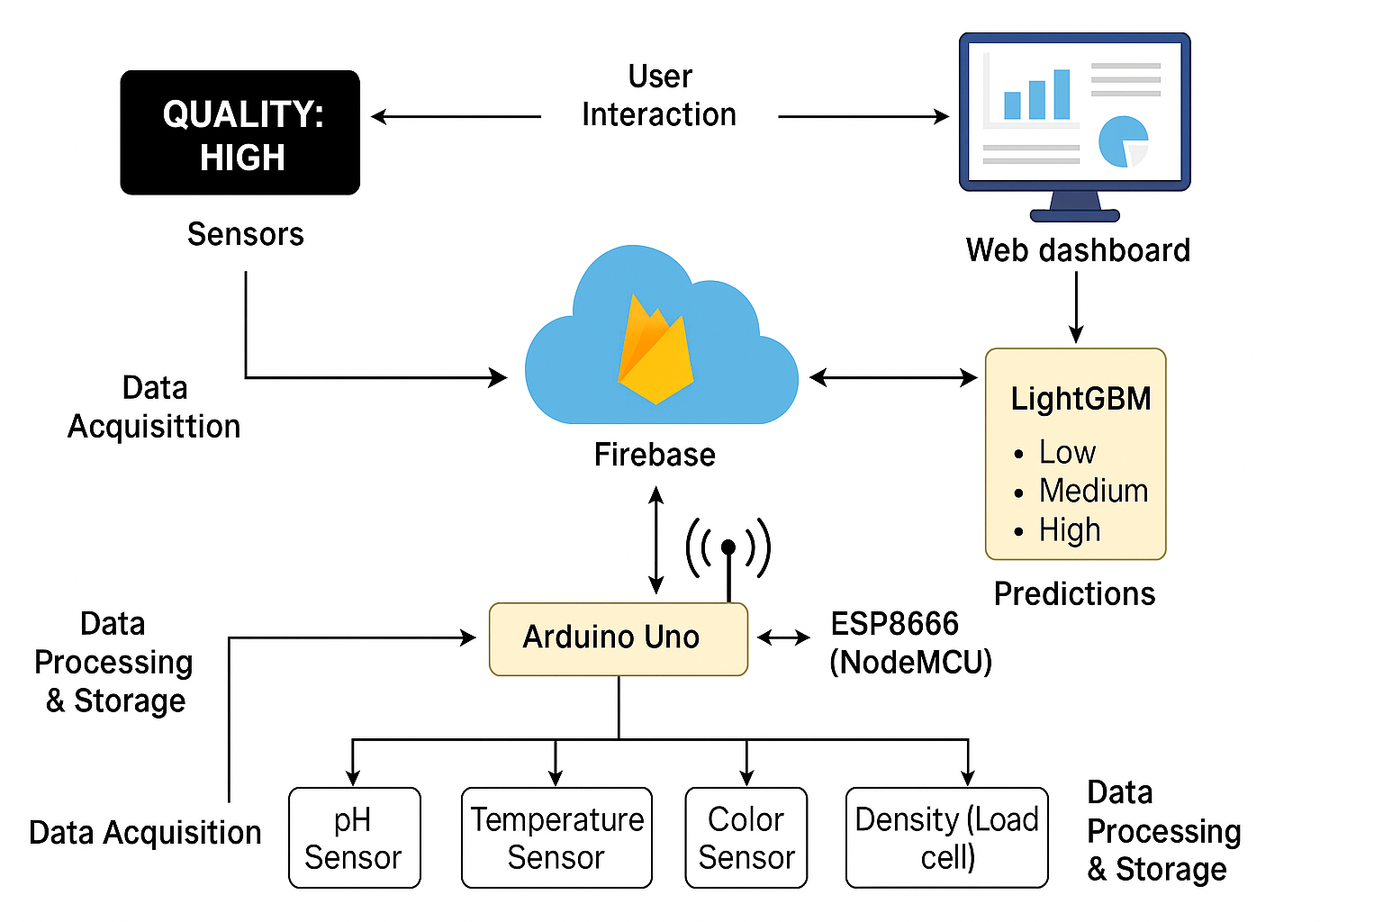 QUALITY:
HIGH
User
Interaction
Sensors
Web dashboard
Data
Acquisittion
Firebase
LightGBM
• Low
• Medium
• High
Predictions
Data
Processing
& Storage
Arduino Uno
ESP8666
(NodeMCU)
Data Acquisition
pH
Sensor
Temperature
Sensor
Color
Sensor
Density (Load
cell)
Data
Processing
& Storage